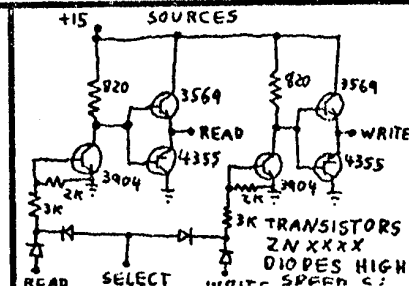 +15 SOURCES
820 3569 820 3569
READ WRITE
4355 4355
3904 3904
2K 2K
3K 3K TRANSISTORS
2N XXXX
DIODES HIGH
READ SELECT WRITE SPEED Si